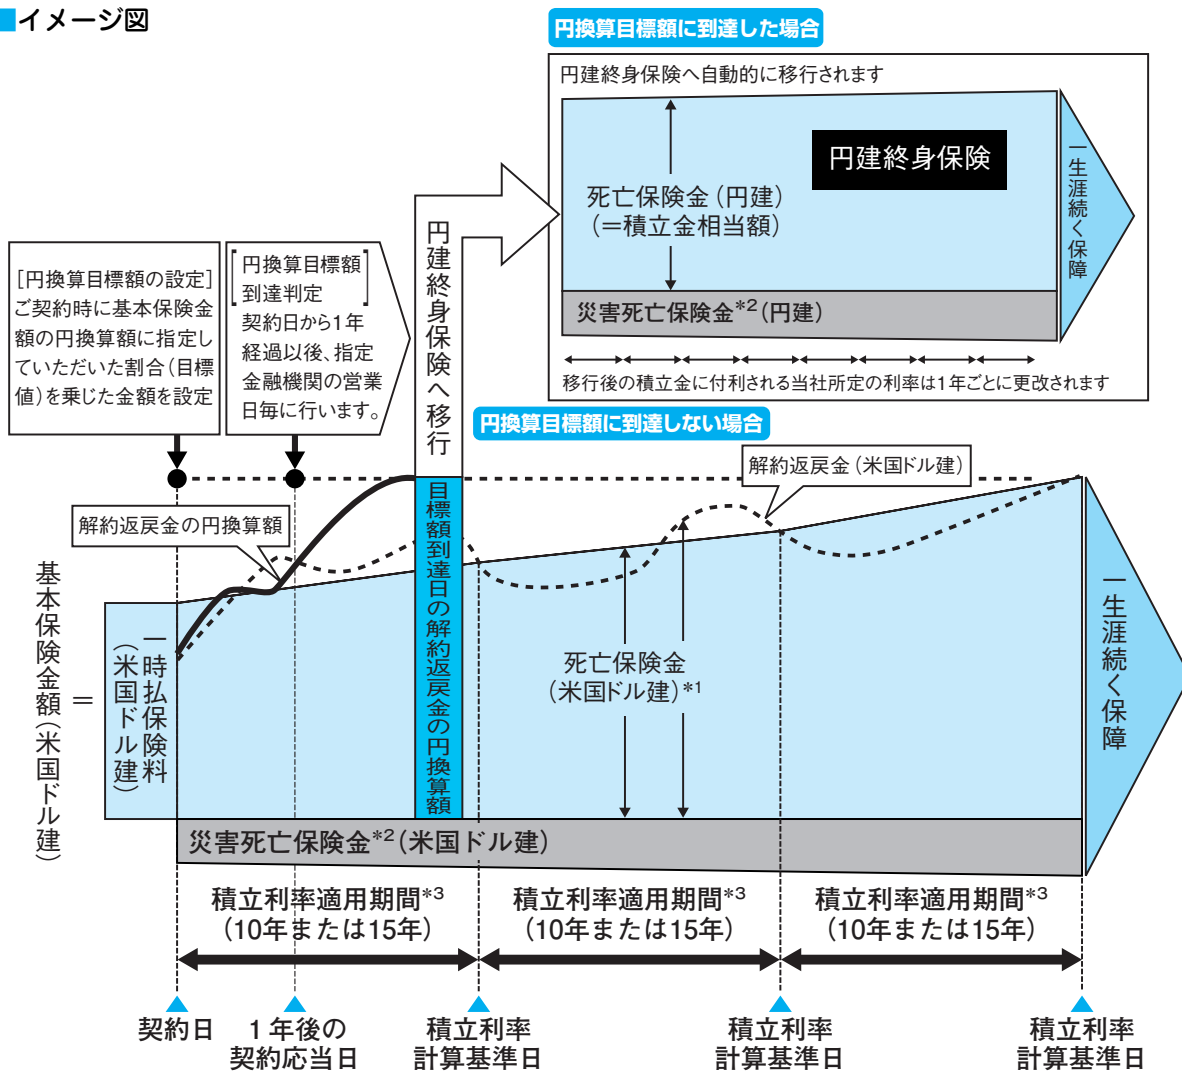 ■イメージ図
円換算目標額に到達した場合
円建終身保険へ自動的に移行されます
円建終身保険
死亡保険金(円建)
(=積立金相当額)
一生涯続く保障
災害死亡保険金*2(円建)
移行後の積立金に付利される当社所定の利率は1年ごとに更改されます
[円換算目標額の設定]
ご契約時に基本保険金
額の円換算額に指定し
ていただいた割合(目標
値)を乗じた金額を設定
[円換算目標額
到達判定]
契約日から1年
経過以後、指定
金融機関の営業
日毎に行います。
円建終身保険へ移行
円換算目標額に到達しない場合
解約返戻金(米国ドル建)
解約返戻金の円換算額
目標額到達日の解約返戻金の円換算額
基本保険金額(米国ドル建)
=
一時払保険料
(米国ドル建)
死亡保険金
(米国ドル建)*1
一生涯続く保障
災害死亡保険金*2(米国ドル建)
積立利率適用期間*3
(10年または15年)
積立利率適用期間*3
(10年または15年)
積立利率適用期間*3
(10年または15年)
契約日
1年後の
契約応当日
積立利率
計算基準日
積立利率
計算基準日
積立利率
計算基準日